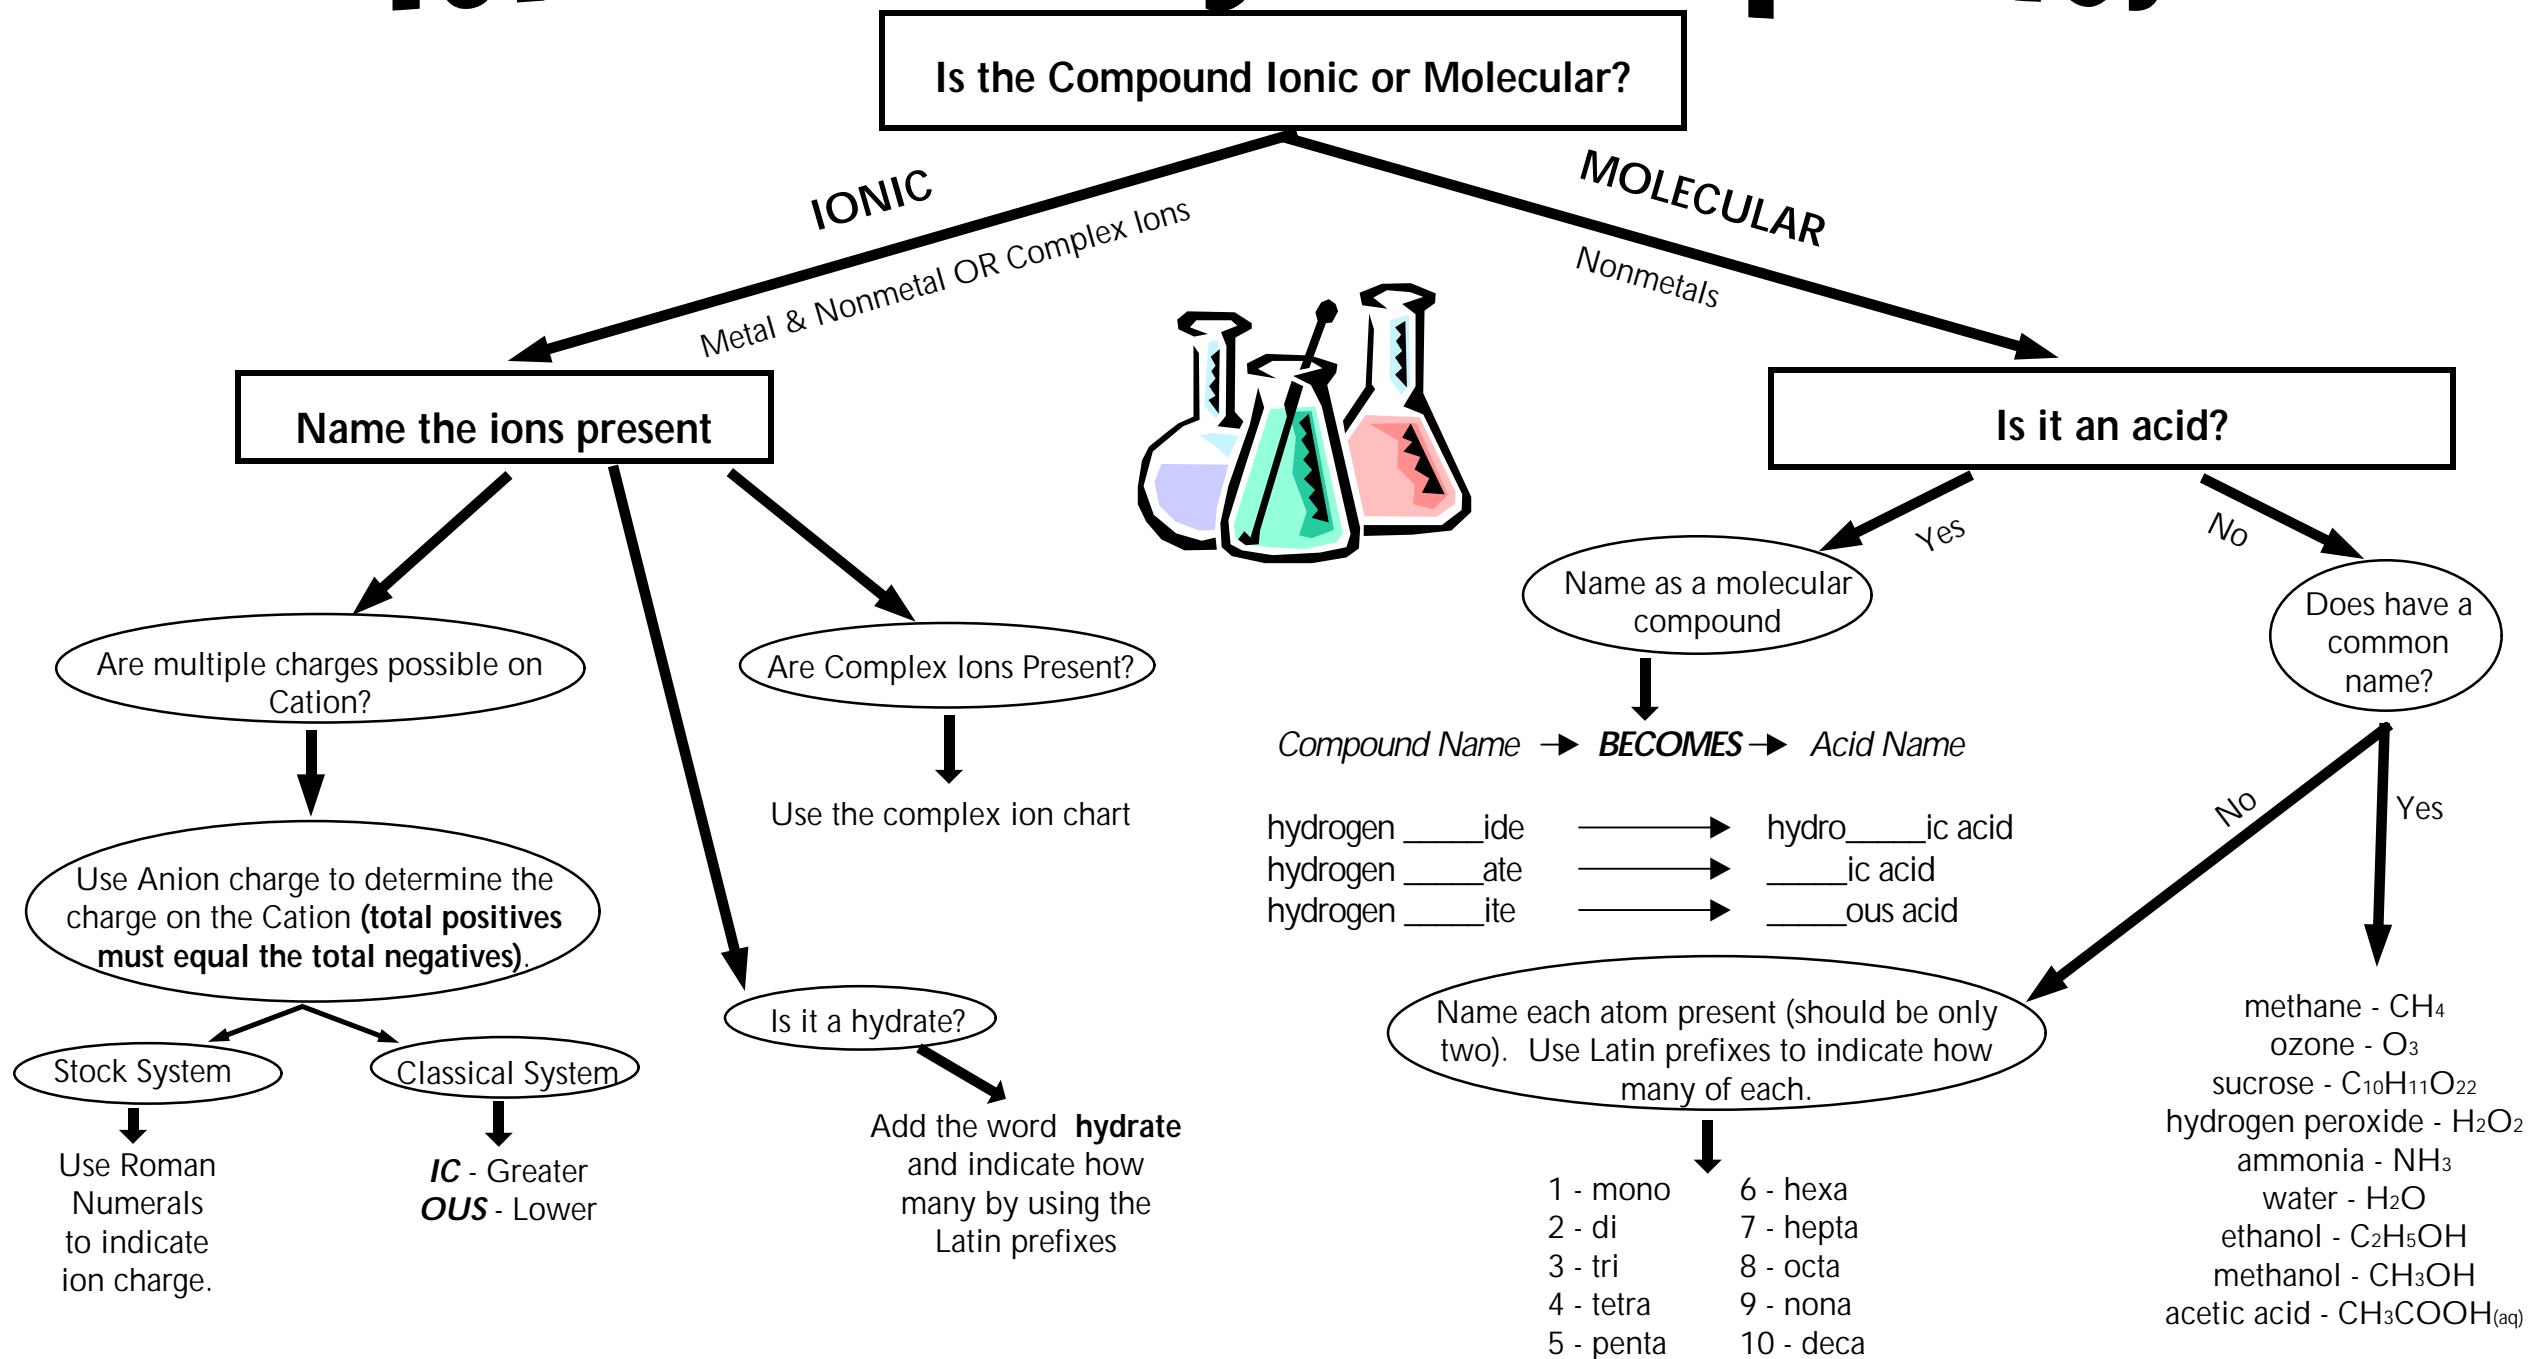 Is the Compound Ionic or Molecular?
IONIC
Metal & Nonmetal OR Complex Ions
MOLECULAR
Nonmetals
Name the ions present
Is it an acid?
Yes
No
Are multiple charges possible on
Cation?
Are Complex Ions Present?
Use the complex ion chart
Use Anion charge to determine the
charge on the Cation (total positives
must equal the total negatives).
Stock System
Use Roman
Numerals
to indicate
ion charge.
Classical System
IC - Greater
OUS - Lower
Is it a hydrate?
Add the word hydrate
and indicate how
many by using the
Latin prefixes
Name as a molecular
compound
Compound Name BECOMES Acid Name
hydrogen _____ide hydro_____ic acid
hydrogen _____ate _____ic acid
hydrogen _____ite _____ous acid
Does have a
common
name?
No
Yes
Name each atom present (should be only
two). Use Latin prefixes to indicate how
many of each.
1 - mono 6 - hexa
2 - di 7 - hepta
3 - tri 8 - octa
4 - tetra 9 - nona
5 - penta 10 - deca
methane - CH4
ozone - O3
sucrose - C10H11O22
hydrogen peroxide - H2O2
ammonia - NH3
water - H2O
ethanol - C2H5OH
methanol - CH3OH
acetic acid - CH3COOH(aq)